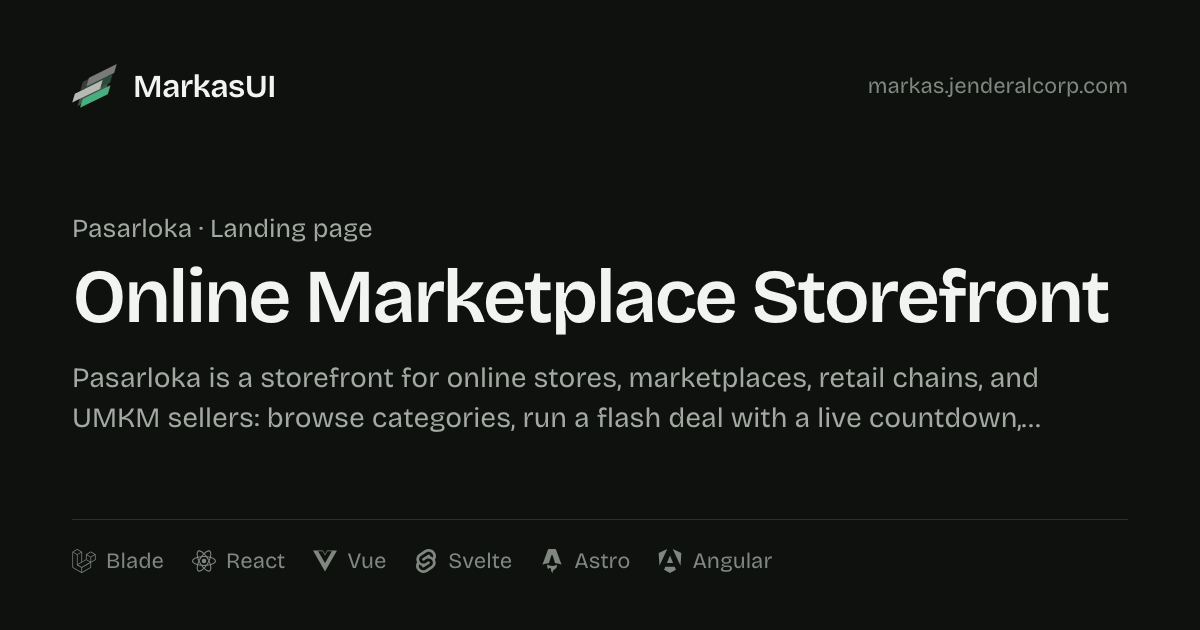 MarkasUI
markas.jenderalcorp.com
Pasarloka · Landing page
Online Marketplace Storefront
Pasarloka is a storefront for online stores, marketplaces, retail chains, and
UMKM sellers: browse categories, run a flash deal with a live countdown,...
Blade React Vue Svelte Astro Angular